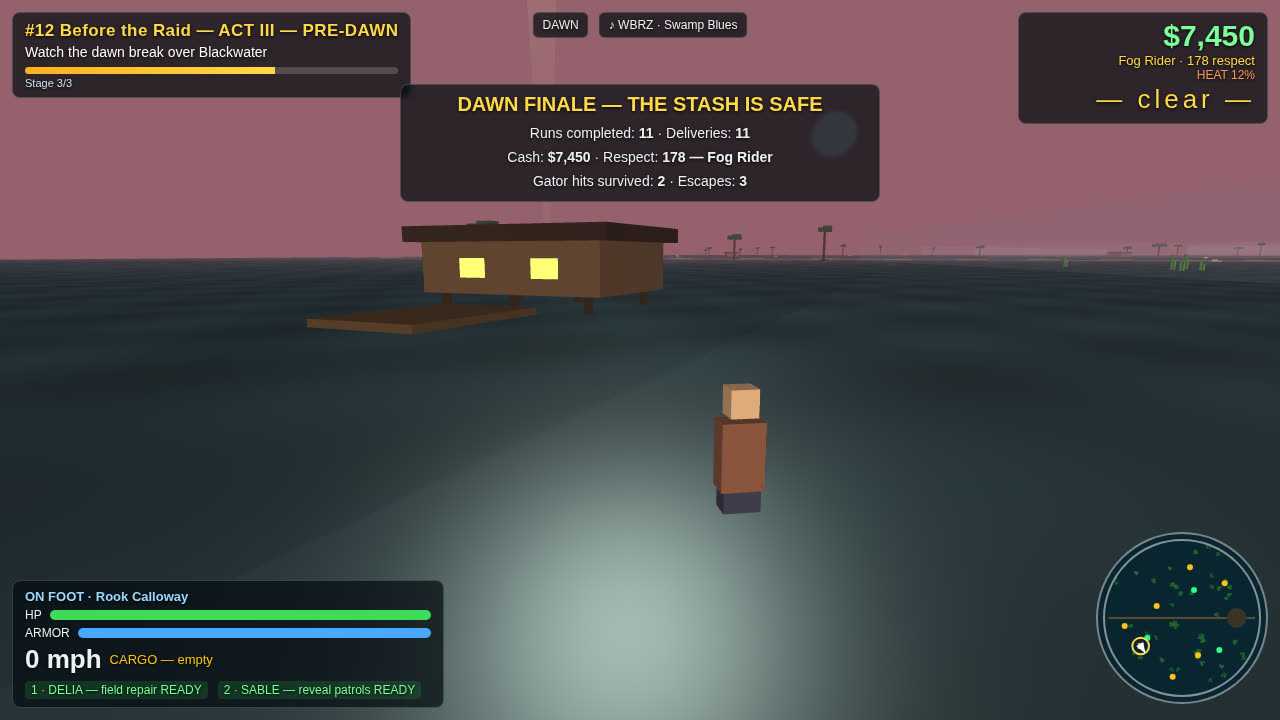 #12 Before the Raid — ACT III — PRE-DAWN
Watch the dawn break over Blackwater
Stage 3/3
DAWN
♪ WBRZ · Swamp Blues
$7,450
Fog Rider · 178 respect
HEAT 12%
— clear —
DAWN FINALE — THE STASH IS SAFE
Runs completed: 11 · Deliveries: 11
Cash: $7,450 · Respect: 178 — Fog Rider
Gator hits survived: 2 · Escapes: 3
ON FOOT · Rook Calloway
HP
ARMOR
0 mph CARGO — empty
1 · DELIA — field repair READY
2 · SABLE — reveal patrols READY